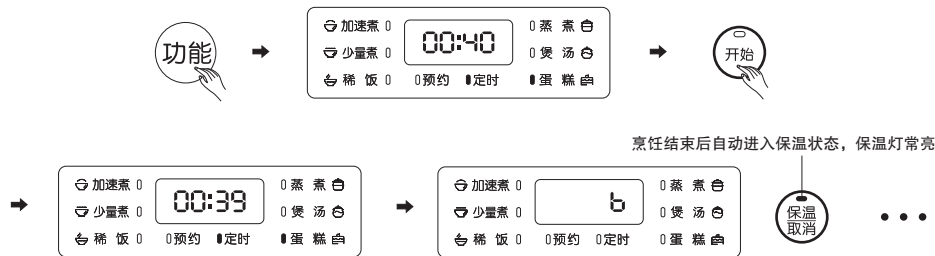 功能
加速煮 00:40 蒸 煮
少量煮 煲 汤
稀 饭 预约 定时 蛋 糕
开始
烹饪结束后自动进入保温状态，保温灯常亮
加速煮 00:39 蒸 煮
少量煮 煲 汤
稀 饭 预约 定时 蛋 糕
加速煮 b 蒸 煮
少量煮 煲 汤
稀 饭 预约 定时 蛋 糕
保温
取消